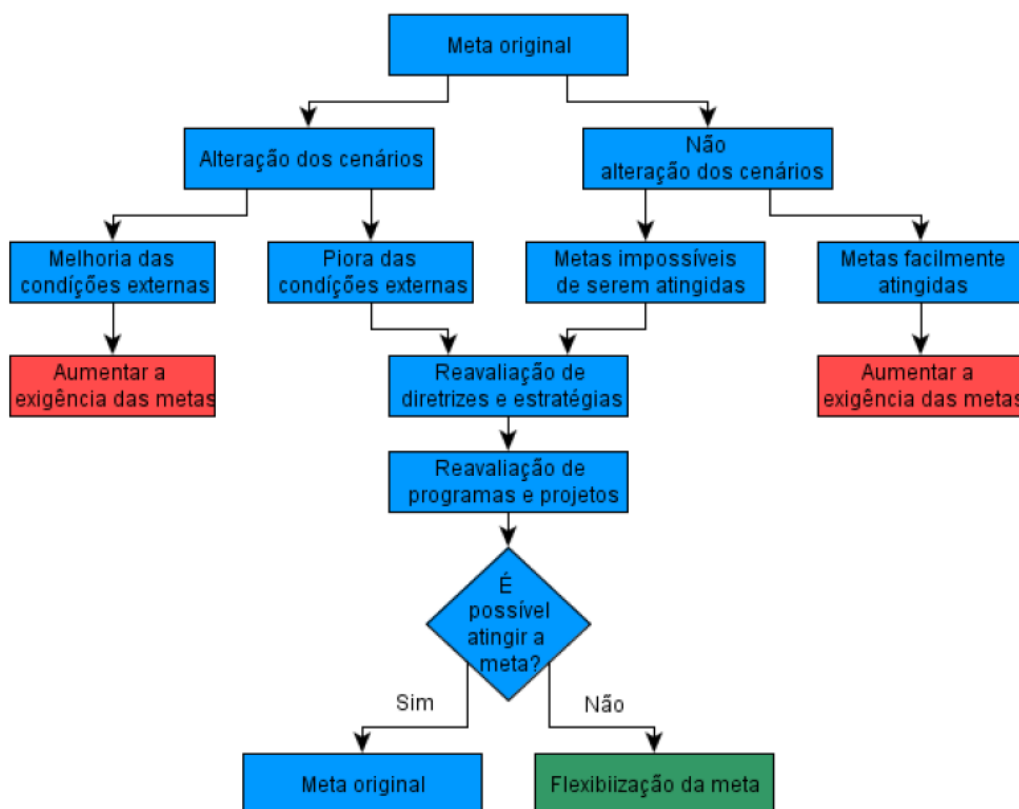 Meta original
Alteração dos cenários
Não
alteração dos cenários
Melhoria das
condíções externas
Piora das
condíções externas
Metas impossíveis
de serem atingidas
Metas facilmente
atingidas
Aumentar a
exigência das metas
Reavaliação de
diretrizes e estratégias
Aumentar a
exigência das metas
Reavaliação de
programas e projetos
É
possível
atingir a
meta?
Sim
Não
Meta original
Flexibiização da meta